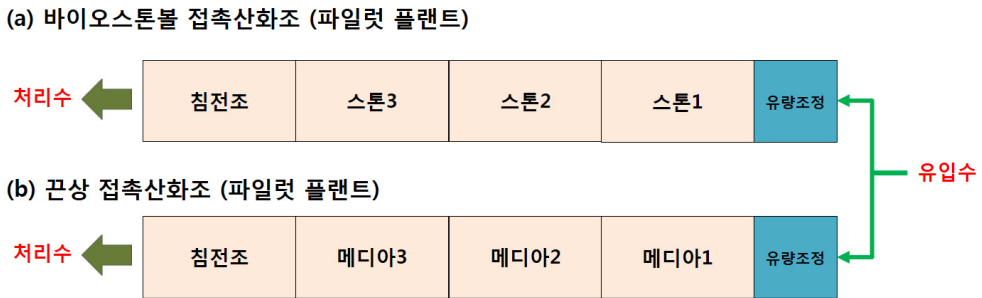 (a) 바이오스톤볼 접촉산화조 (파일럿 플랜트)
처리수 침전조 스톤3 스톤2 스톤1 유량조정
유입수
(b) 끈상 접촉산화조 (파일럿 플랜트)
처리수 침전조 메디아3 메디아2 메디아1 유량조정